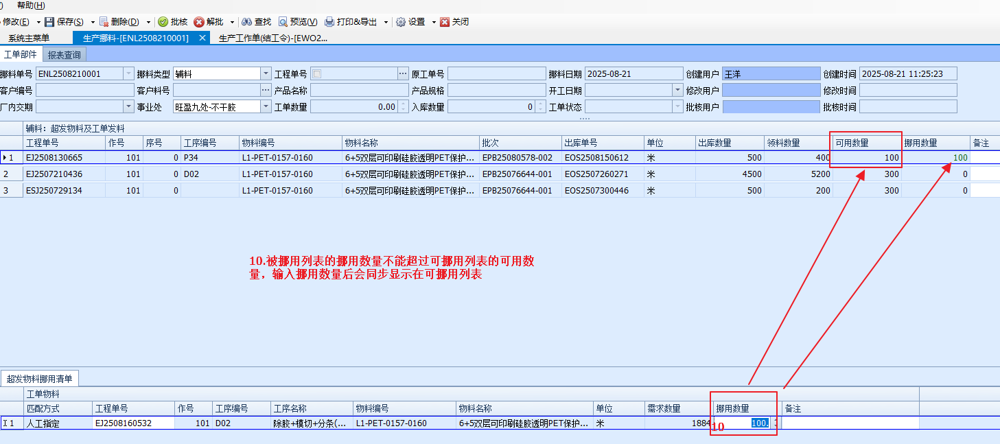 ) 帮助(H)
修改(E) 保存(S) 删除(D) 批核 解批 查找 预览(V) 打印&导出 设置 关闭
系统主菜单 生产挪料-[ENL2508210001] × 生产工作单(结工令)-[EWO2...
工单部件 报表查询
挪料单号 ENL2508210001 挪料类型 辅料 工程单号 ... 原工单号 挪料日期 2025-08-21 创建用户 王洋 创建时间 2025-08-21 11:25:23
客户编号 客户料号 ... 产品名称 产品规格 开工日期 修改用户 修改时间
厂内交期 事业处 旺盈九处-不干胶 工单数量 0.00 入库数量 0 工单状态 批核用户 批核时间
辅料：超发物料及工单发料
工程单号 作号 序号 工序编号 物料编号 物料名称 批次 出库单号 单位 出库数量 领料数量 可用数量 挪用数量 备注
1 EJ2508130665 101 0 P34 L1-PET-0157-0160 6+5双层可印刷硅胶透明PET保护... EPB25080578-002 EOS2508150612 米 500 400 100 100
2 EJ2507210436 101 0 D02 L1-PET-0157-0160 6+5双层可印刷硅胶透明PET保护... EPB25076644-001 EOS2507260271 米 4500 5200 300 0
3 ESJ250729134 101 0 L1-PET-0157-0160 6+5双层可印刷硅胶透明PET保护... EPB25076644-001 EOS2507300446 米 500 200 300 0
10.被挪用列表的挪用数量不能超过可挪用列表的可用数
量，输入挪用数量后会同步显示在可挪用列表
超发物料挪用清单
工单物料
匹配方式 工程单号 作号 工序编号 工序名称 物料编号 物料名称 单位 需求数量 挪用数量 备注
1 人工指定 EJ2508160532 101 D02 除胶+模切+分条(... L1-PET-0157-0160 6+5双层可印刷硅胶透明PET保护... 米 1884 100.
10